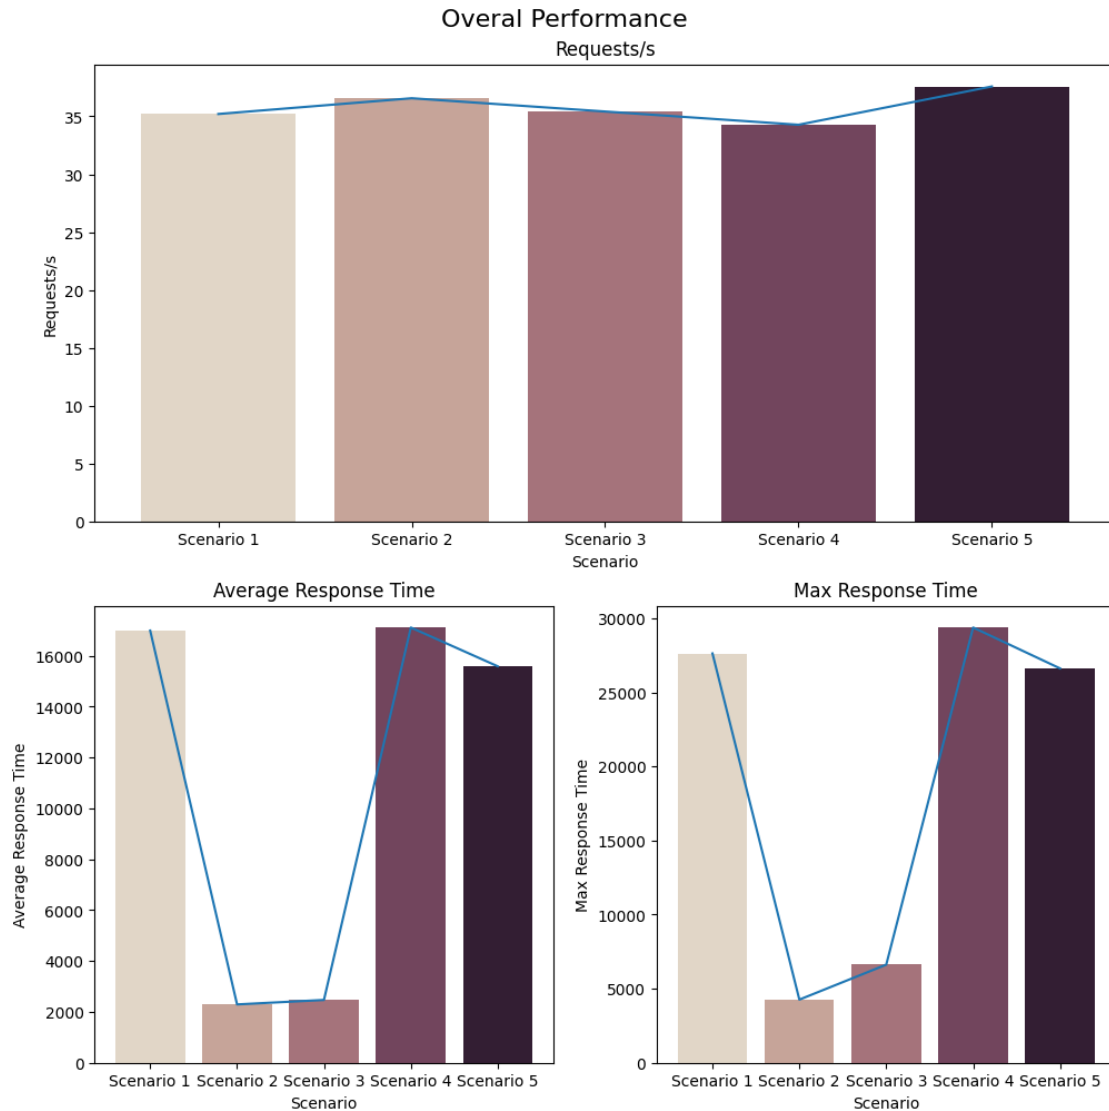 Overal Performance
Requests/s
35
30
25
20
15
10
5
0
Requests/s
Scenario 1 Scenario 2 Scenario 3 Scenario 4 Scenario 5
Scenario
Average Response Time
16000
14000
12000
10000
8000
6000
4000
2000
0
Average Response Time
Scenario 1 Scenario 2 Scenario 3 Scenario 4 Scenario 5
Scenario
Max Response Time
30000
25000
20000
15000
10000
5000
0
Max Response Time
Scenario 1 Scenario 2 Scenario 3 Scenario 4 Scenario 5
Scenario